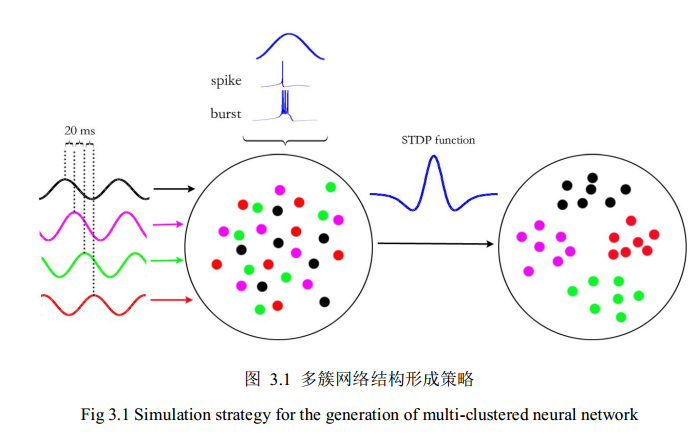 spike
burst
20 ms
STDP function
图 3.1 多簇网络结构形成策略
Fig 3.1 Simulation strategy for the generation of multi-clustered neural network